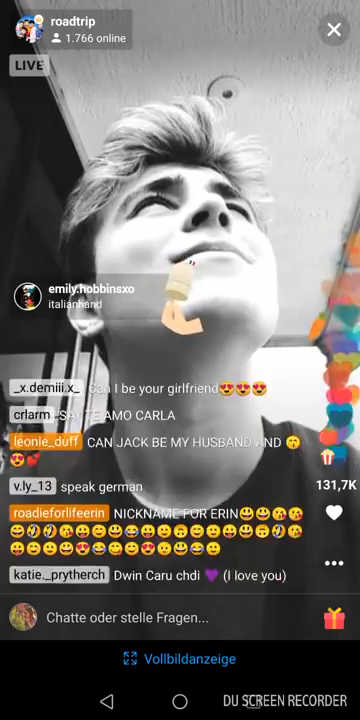 roadtrip
1.766 online
LIVE
emily.hobbinsxo
italianhand
_x.demiii.x_ Can I be your girlfriend😍😍😍
crlarm_ SAY TE AMO CARLA
leonie_duff CAN JACK BE MY HUSBAND AND 😙
😍💕
v.ly_13 speak german
131,7K
roadieforlifeerin NICKNAME FOR ERIN
katie._prytherch Dwin Caru chdi 💜 (I love you)
Chatte oder stelle Fragen...
Vollbildanzeige
DU SCREEN RECORDER